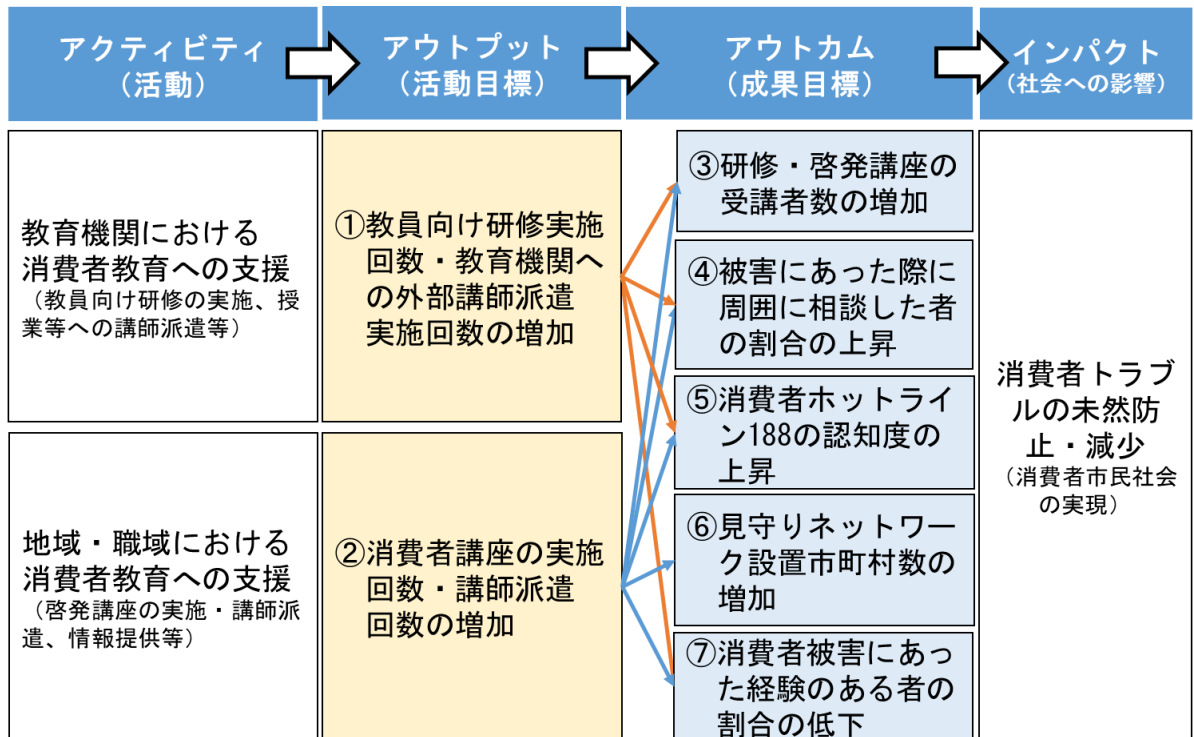 アクティビティ
（活動）
アウトプット
（活動目標）
アウトカム
（成果目標）
インパクト
（社会への影響）
教育機関における
消費者教育への支援
（教員向け研修の実施、授
業等への講師派遣等）
①教員向け研修実施
回数・教育機関へ
の外部講師派遣
実施回数の増加
③研修・啓発講座の
受講者数の増加
④被害にあった際に
周囲に相談した者
の割合の上昇
⑤消費者ホットライ
ン188の認知度の
上昇
消費者トラブ
ルの未然防
止・減少
（消費者市民社会
の実現）
地域・職域における
消費者教育への支援
（啓発講座の実施・講師派
遣、情報提供等）
②消費者講座の実施
回数・講師派遣
回数の増加
⑥見守りネットワー
ク設置市町村数の
増加
⑦消費者被害にあっ
た経験のある者の
割合の低下